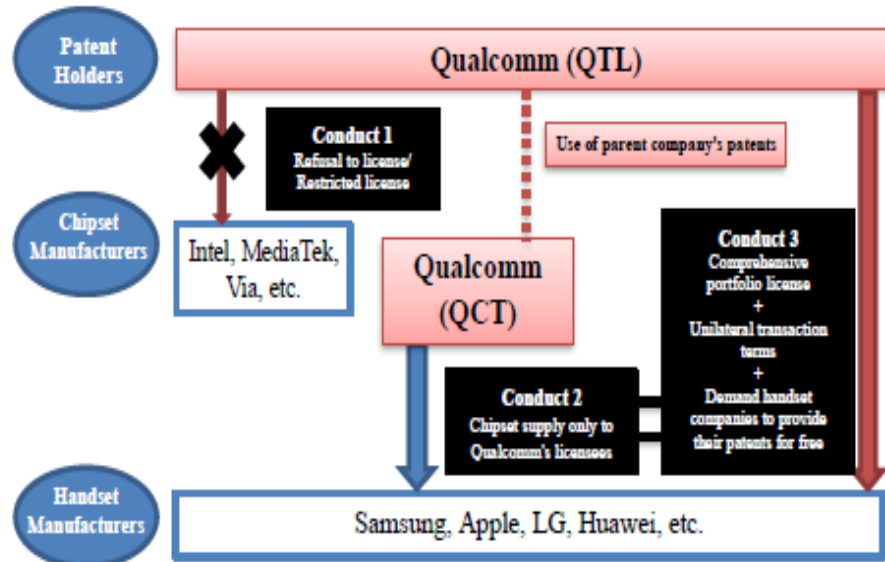 Patent
Holders
Qualcomm (QTL)
Conduct 1
Refusal to license/
Restricted license
Use of parent company's patents
Chipset
Manufacturers
Intel, MediaTek,
Via, etc.
Qualcomm
(QCT)
Conduct 3
Comprehensive
portfolio license
+
Unilateral transaction
terms
+
Demand handset
companies to provide
their patents for free
Conduct 2
Chipset supply only to
Qualcomm's licensees
Handset
Manufacturers
Samsung, Apple, LG, Huawei, etc.